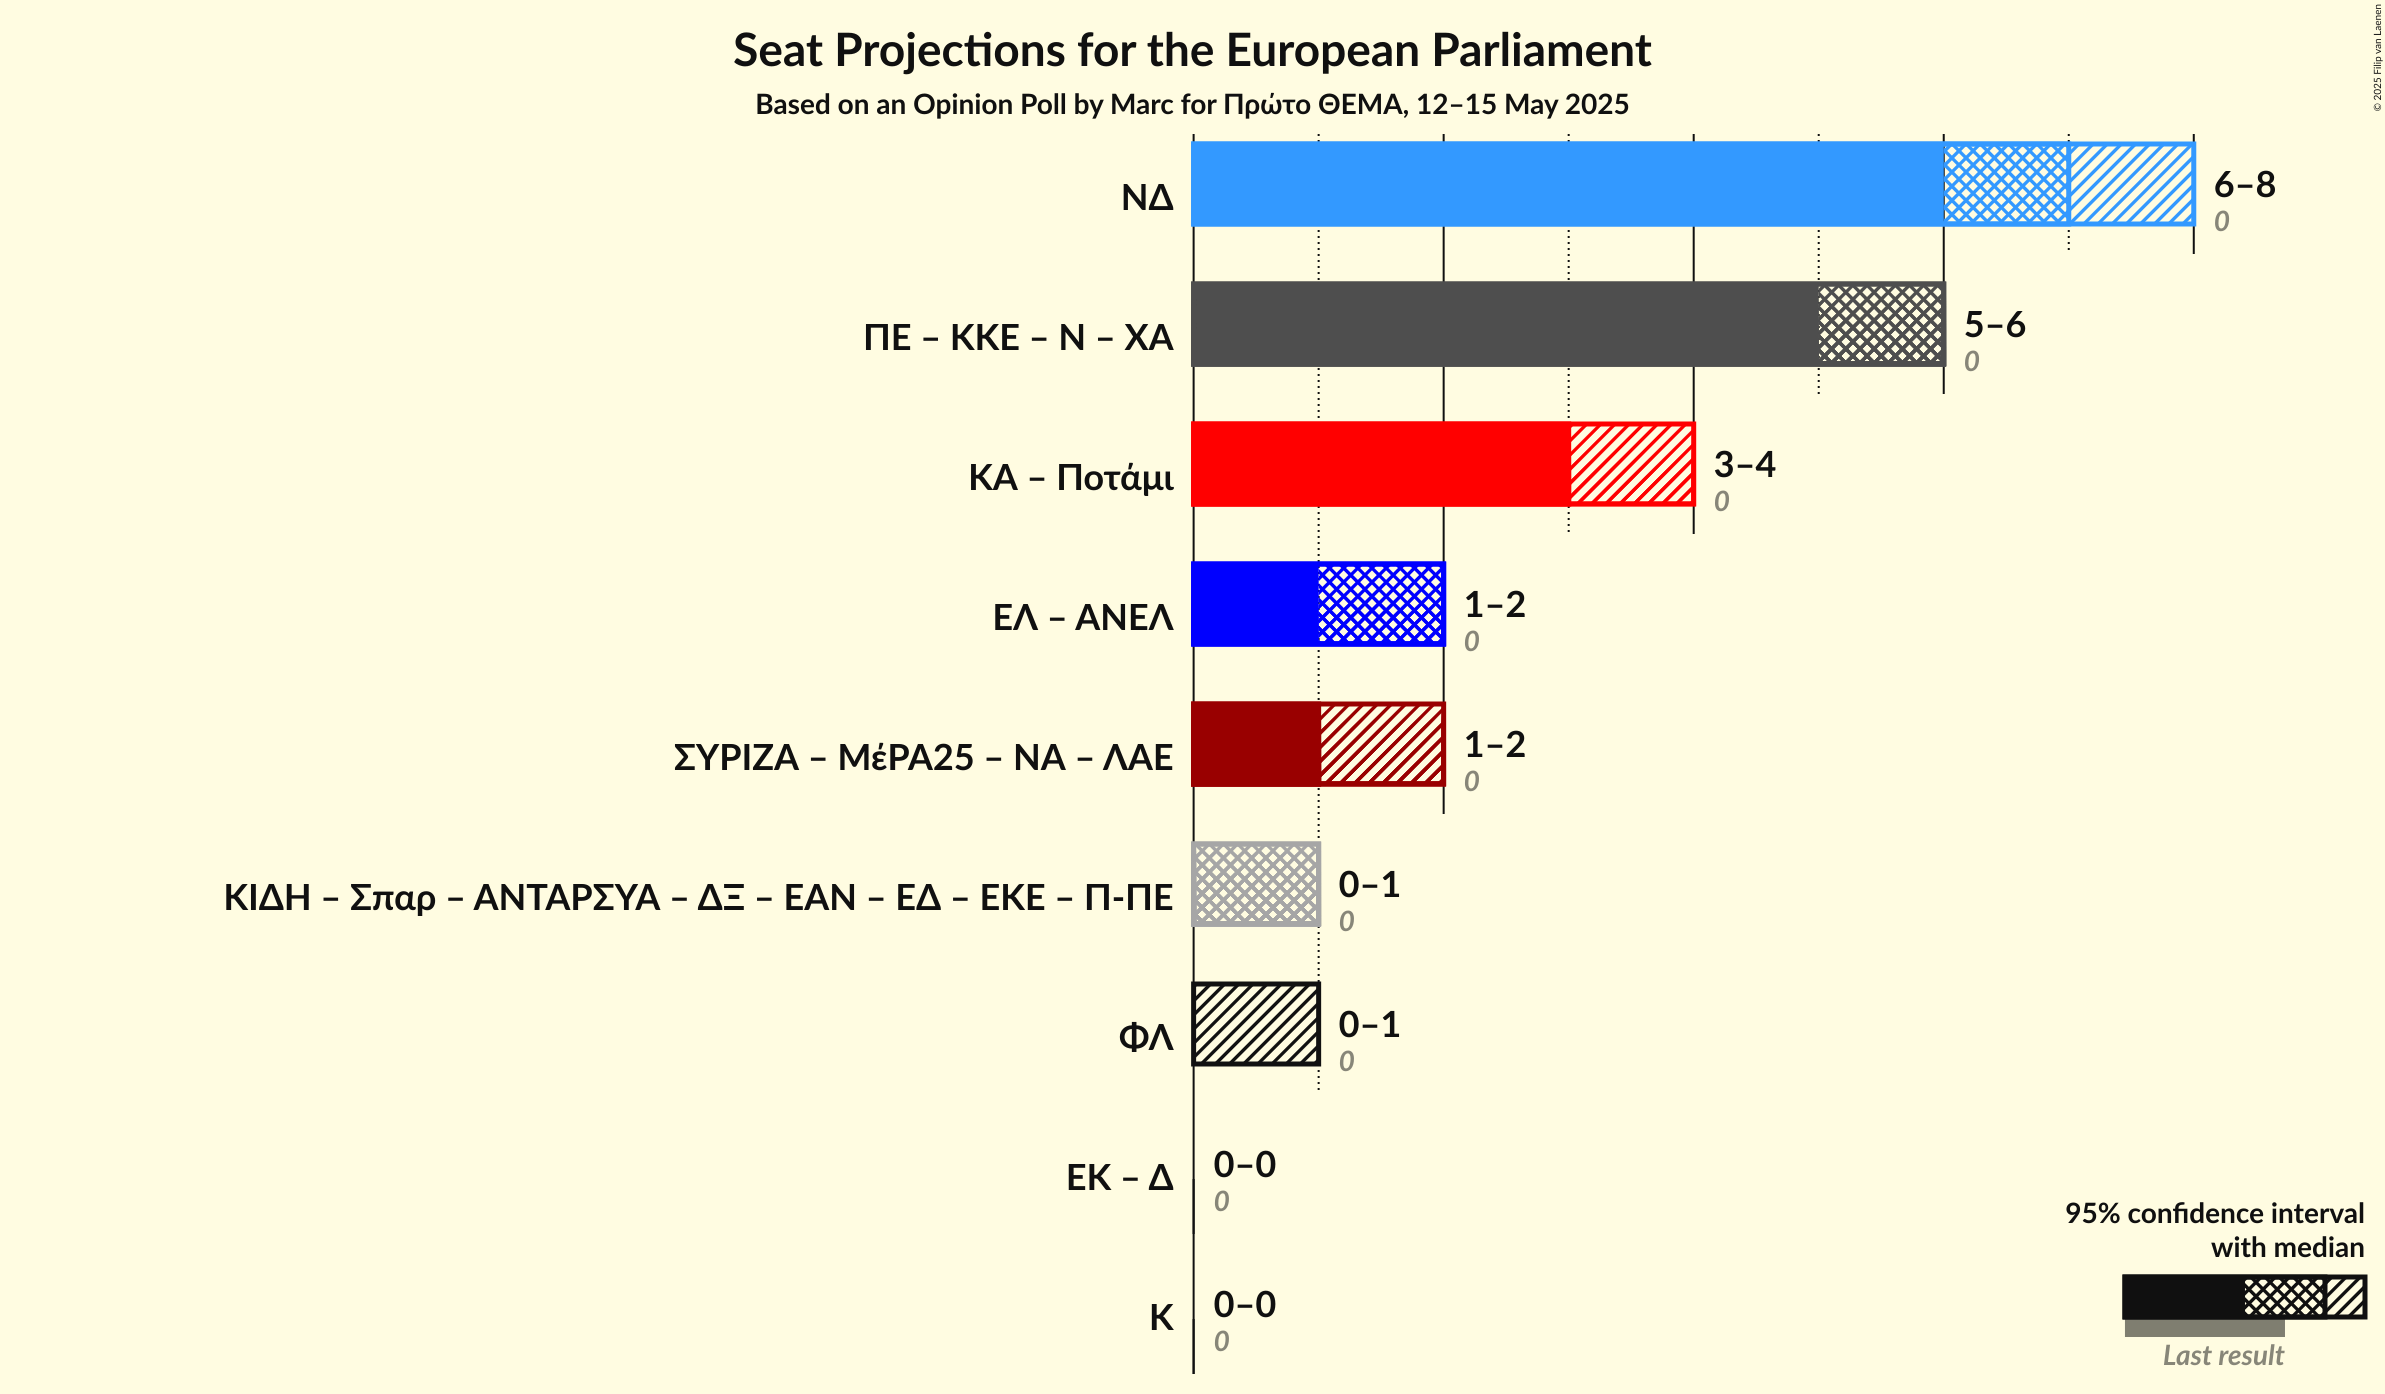 Seat Projections for the European Parliament
Based on an Opinion Poll by Marc for Πρώτο ΘΕΜΑ, 12–15 May 2025
© 2025 Filip van Laenen
ΝΔ
6–8
0
ΠΕ – ΚΚΕ – Ν – ΧΑ
5–6
0
ΚΑ – Ποτάμι
3–4
0
ΕΛ – ΑΝΕΛ
1–2
0
ΣΥΡΙΖΑ – ΜέΡΑ25 – ΝΑ – ΛΑΕ
1–2
0
ΚΙΔΗ – Σπαρ – ΑΝΤΑΡΣΥΑ – ΔΞ – ΕΑΝ – ΕΔ – ΕΚΕ – Π-ΠΕ
0–1
0
ΦΛ
0–1
0
ΕΚ – Δ
0–0
0
Κ
0–0
0
95% confidence interval
with median
Last result